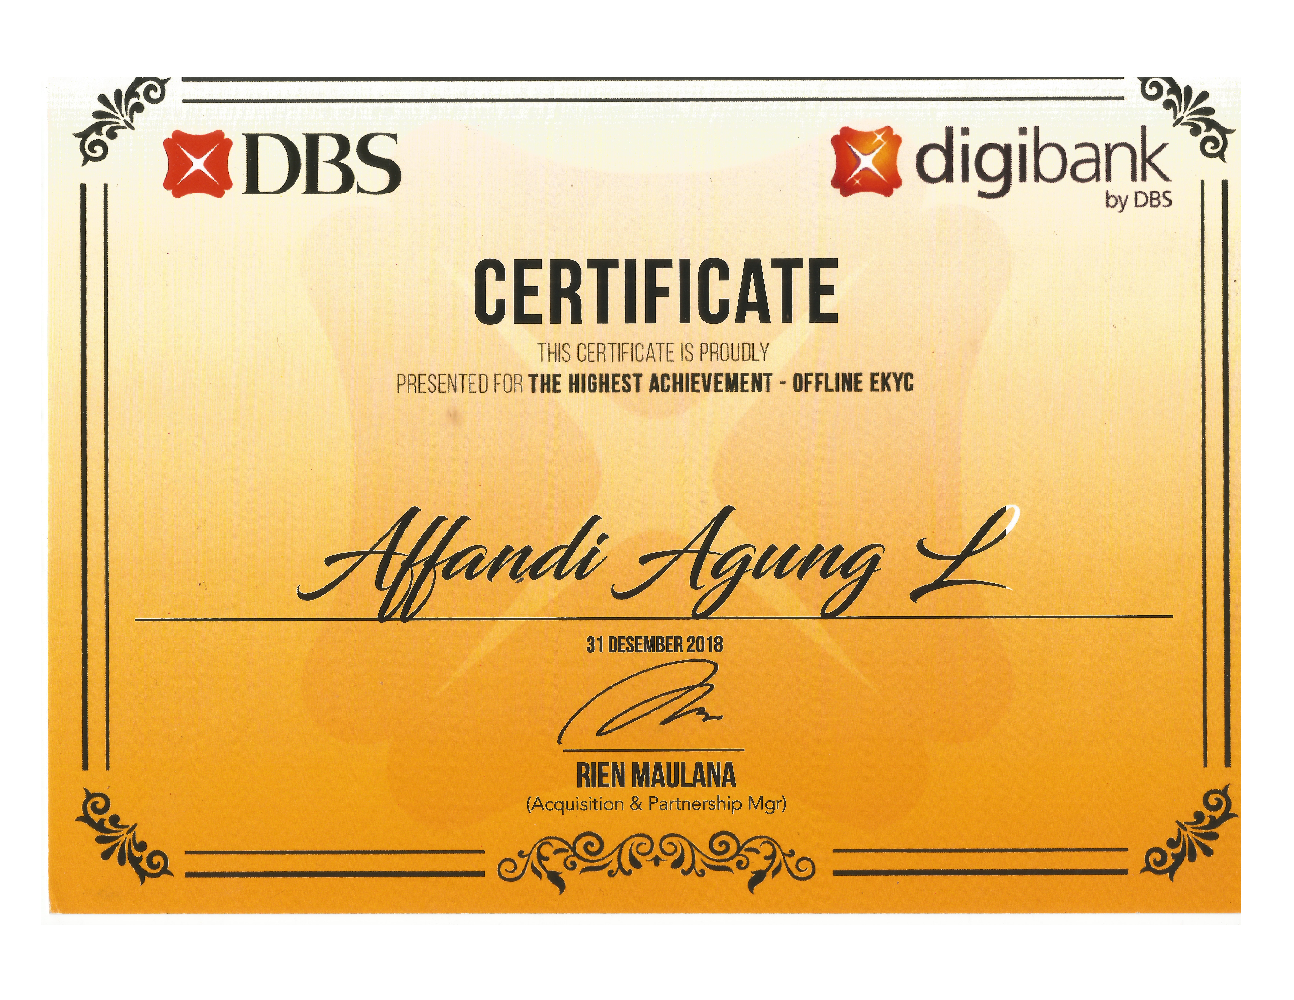 DBS
digibank
by DBS
CERTIFICATE
THIS CERTIFICATE IS PROUDLY
PRESENTED FOR THE HIGHEST ACHIEVEMENT - OFFLINE EKYC
Affandi Agung L
31 DESEMBER 2018
RIEN MAULANA
(Acquisition & Partnership Mgr)